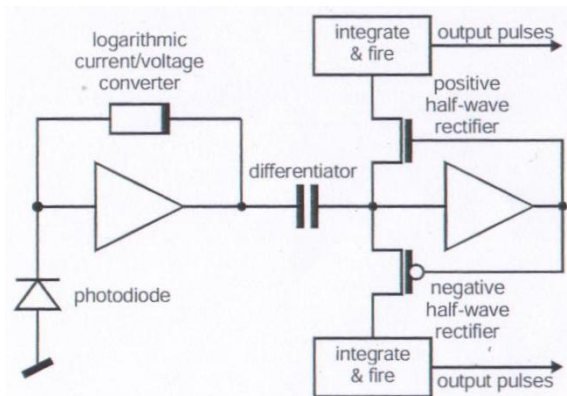 logarithmic
current/voltage
converter
integrate
& fire
output pulses
positive
half-wave
rectifier
differentiator
photodiode
negative
half-wave
rectifier
integrate
& fire
output pulses